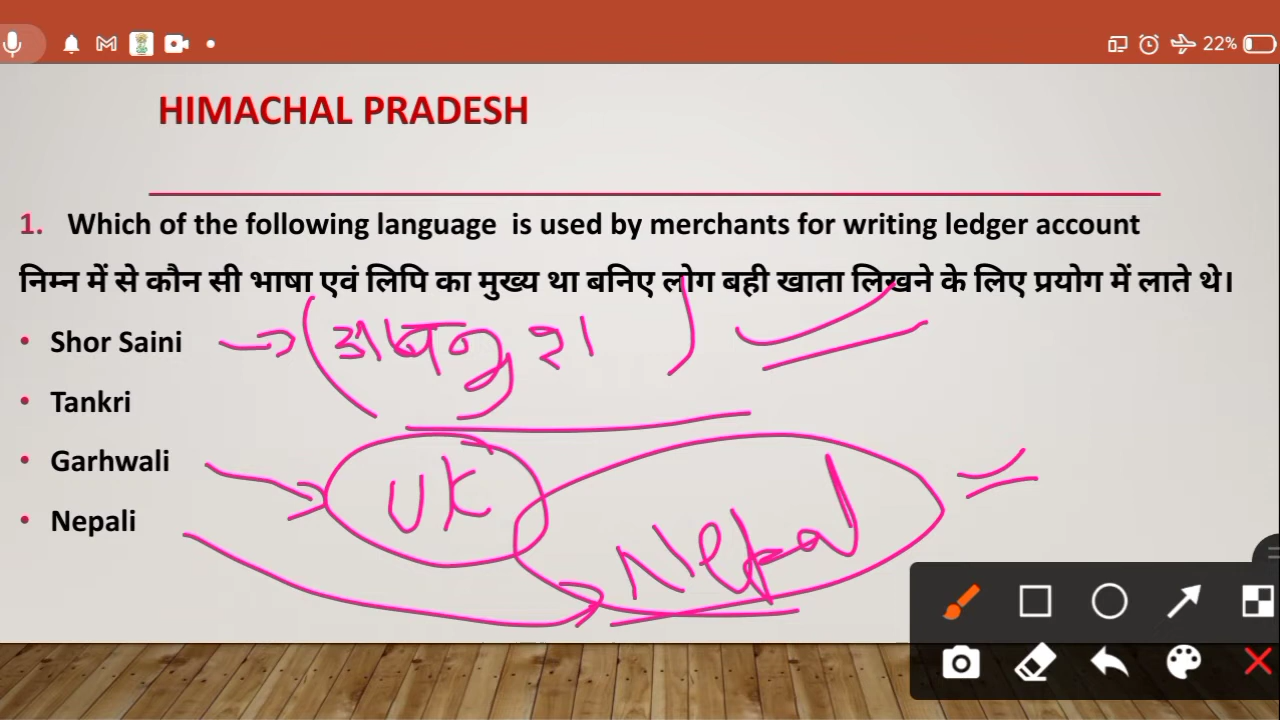 22%
HIMACHAL PRADESH
1. Which of the following language is used by merchants for writing ledger account
निम्न में से कौन सी भाषा एवं लिपि का मुख्य था बनिए लोग बही खाता लिखने के लिए प्रयोग में लाते थे।
• Shor Saini
• Tankri
• Garhwali
UK
• Nepali
Nepal